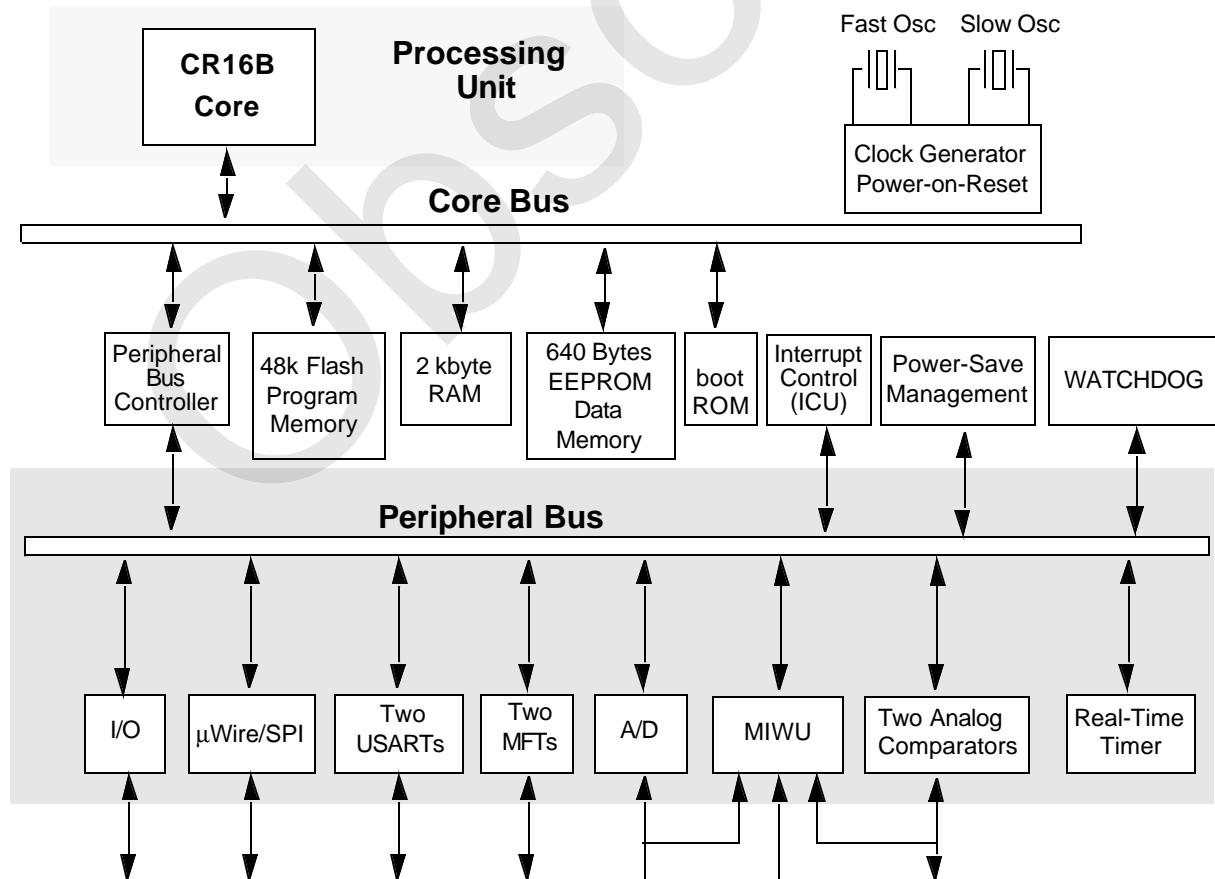 Fast Osc Slow Osc
CR16B
Core
Processing
Unit
Clock Generator
Power-on-Reset
Core Bus
Peripheral
Bus
Controller
48k Flash
Program
Memory
2 kbyte
RAM
640 Bytes
EEPROM
Data
Memory
boot
ROM
Interrupt
Control
(ICU)
Power-Save
Management
WATCHDOG
Peripheral Bus
I/O
μWire/SPI
Two
USARTs
Two
MFTs
A/D
MIWU
Two Analog
Comparators
Real-Time
Timer
Obso